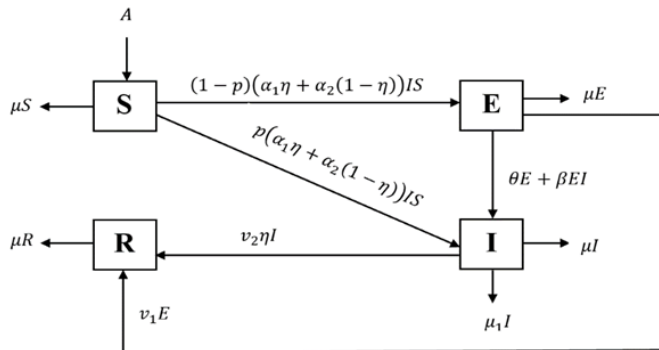 A
(1 − p)(α₁η + α₂(1 − η))IS
μS
S
E
μE
p(α₁η + α₂(1 − η))IS
θE + βEI
μR
R
v₂ηI
I
μI
v₁E
μ₁I